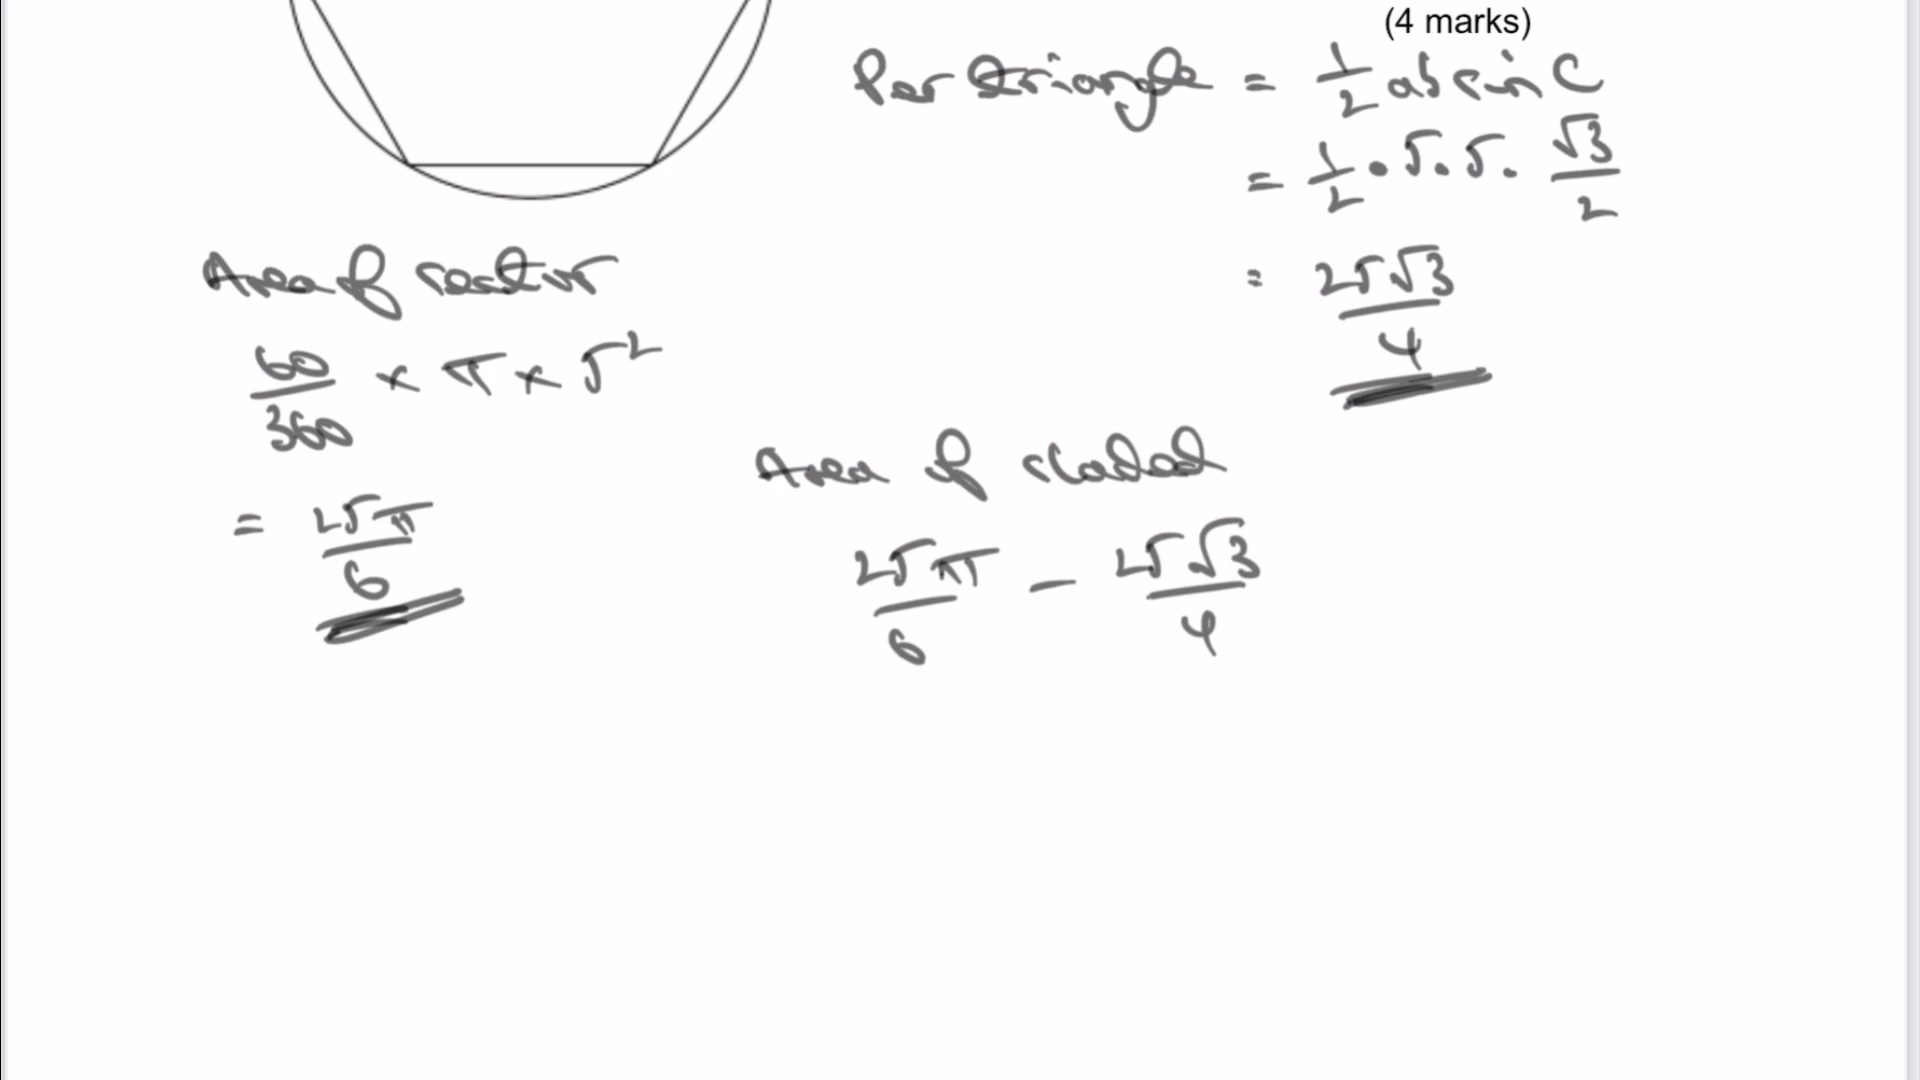 (4 marks)
Per triangle = 1/2 ab sin C
= 1/2 · 5 · 5 · √3/2
= 25√3/4
Area of sector
60/360 × π × 5²
= 25π/6
Area of shaded
25π/6 − 25√3/4